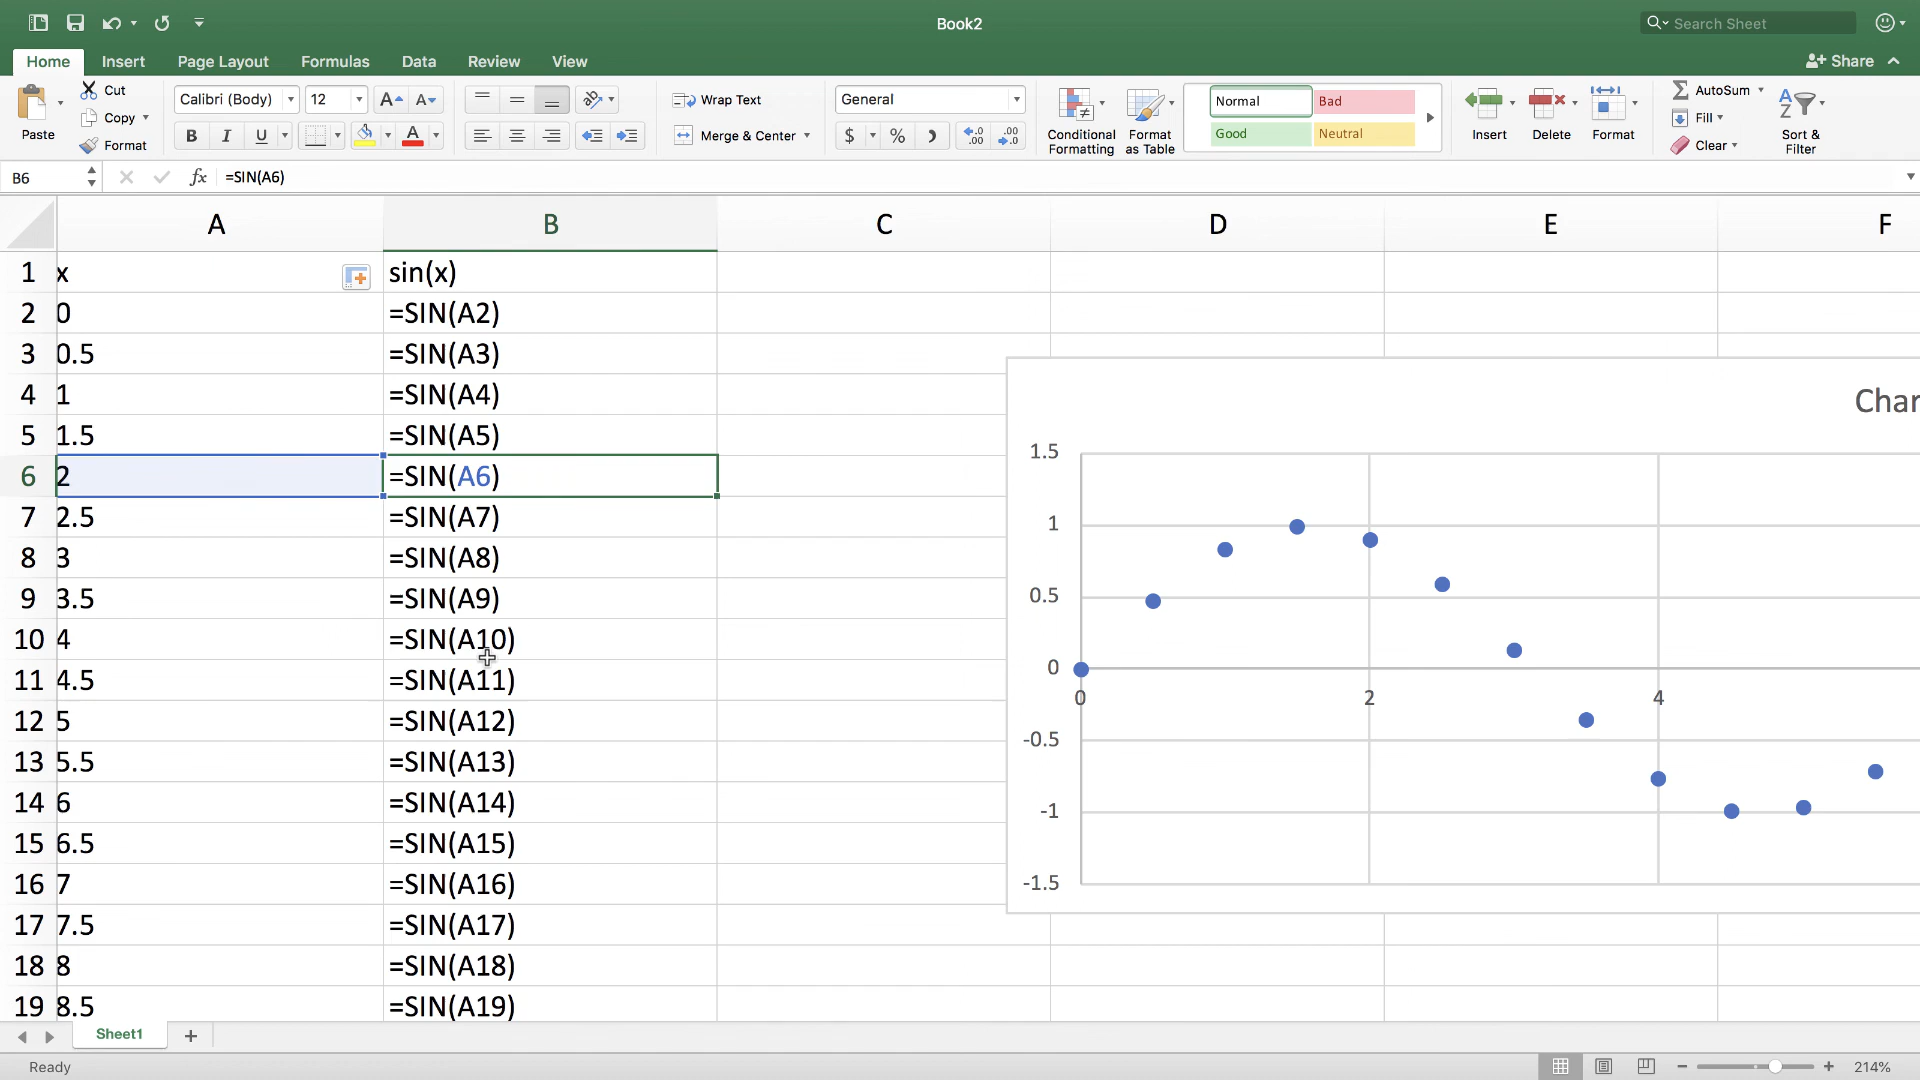 Book2
Search Sheet
Home Insert Page Layout Formulas Data Review View
Share
Paste
Cut
Copy
Format
Calibri (Body)
12
A A
B I U
A
ab
Wrap Text
Merge & Center
General
$ %
.0
.00
.00
.0
Conditional
Formatting
Format
as Table
Normal
Bad
Good
Neutral
Insert
Delete
Format
AutoSum
Fill
Clear
Sort &
Filter
B6
fx =SIN(A6)
A B C D E F
1 x sin(x)
2 0 =SIN(A2)
3 0.5 =SIN(A3)
4 1 =SIN(A4)
5 1.5 =SIN(A5)
6 2 =SIN(A6)
7 2.5 =SIN(A7)
8 3 =SIN(A8)
9 3.5 =SIN(A9)
10 4 =SIN(A10)
11 4.5 =SIN(A11)
12 5 =SIN(A12)
13 5.5 =SIN(A13)
14 6 =SIN(A14)
15 6.5 =SIN(A15)
16 7 =SIN(A16)
17 7.5 =SIN(A17)
18 8 =SIN(A18)
19 8.5 =SIN(A19)
Char
1.5
1
0.5
0
-0.5
-1
-1.5
0 2 4
Sheet1
Ready
214%